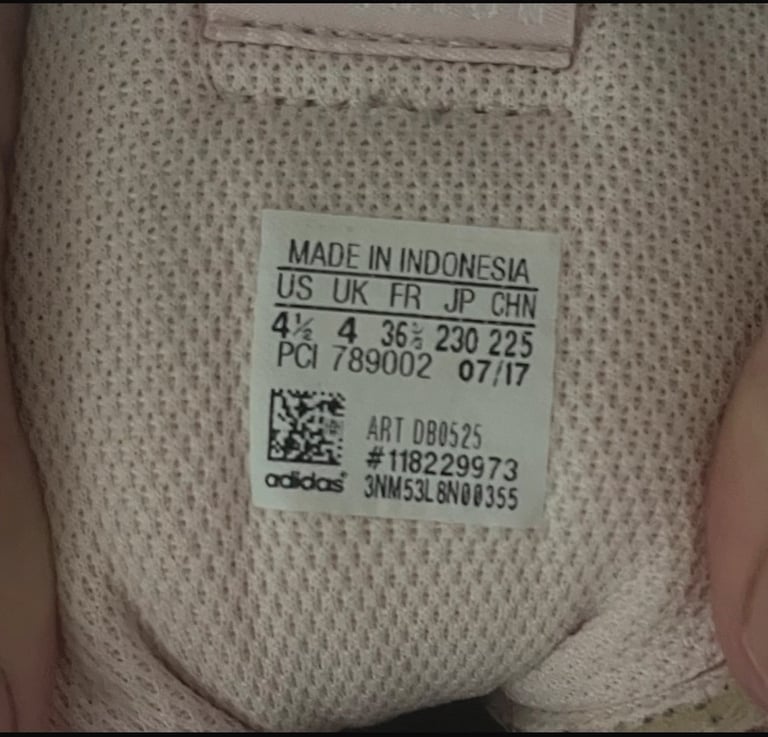 MADE IN INDONESIA
US UK FR JP CHN
4½ 4 36⅔ 230 225
PCI 789002 07/17
ART DB0525
#118229973
adidas 3NM53L8N00355